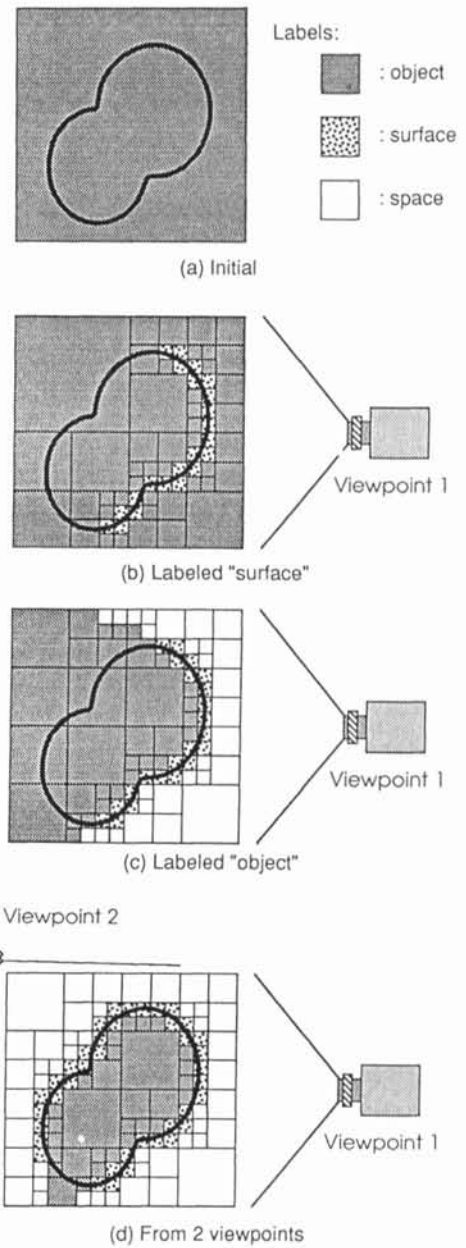 Labels:
: object
: surface
: space
(a) Initial
Viewpoint 1
(b) Labeled "surface"
Viewpoint 1
(c) Labeled "object"
Viewpoint 2
Viewpoint 1
(d) From 2 viewpoints